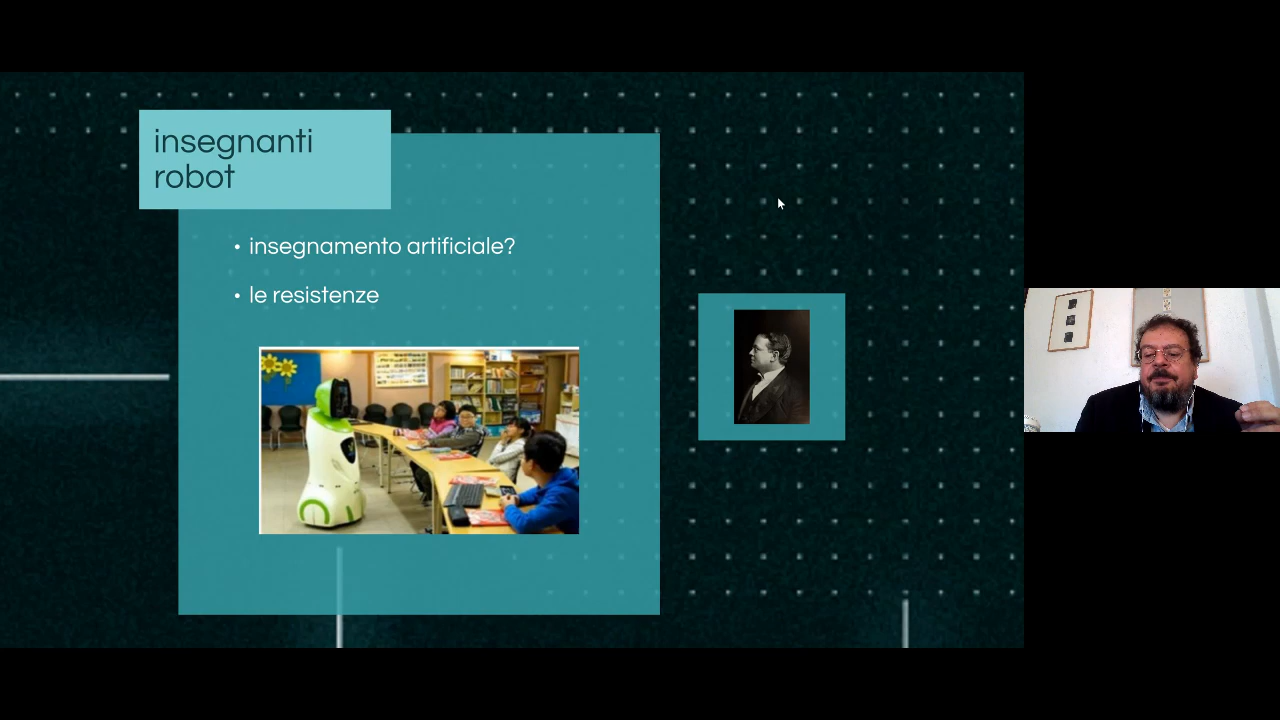 insegnanti
robot
• insegnamento artificiale?
• le resistenze